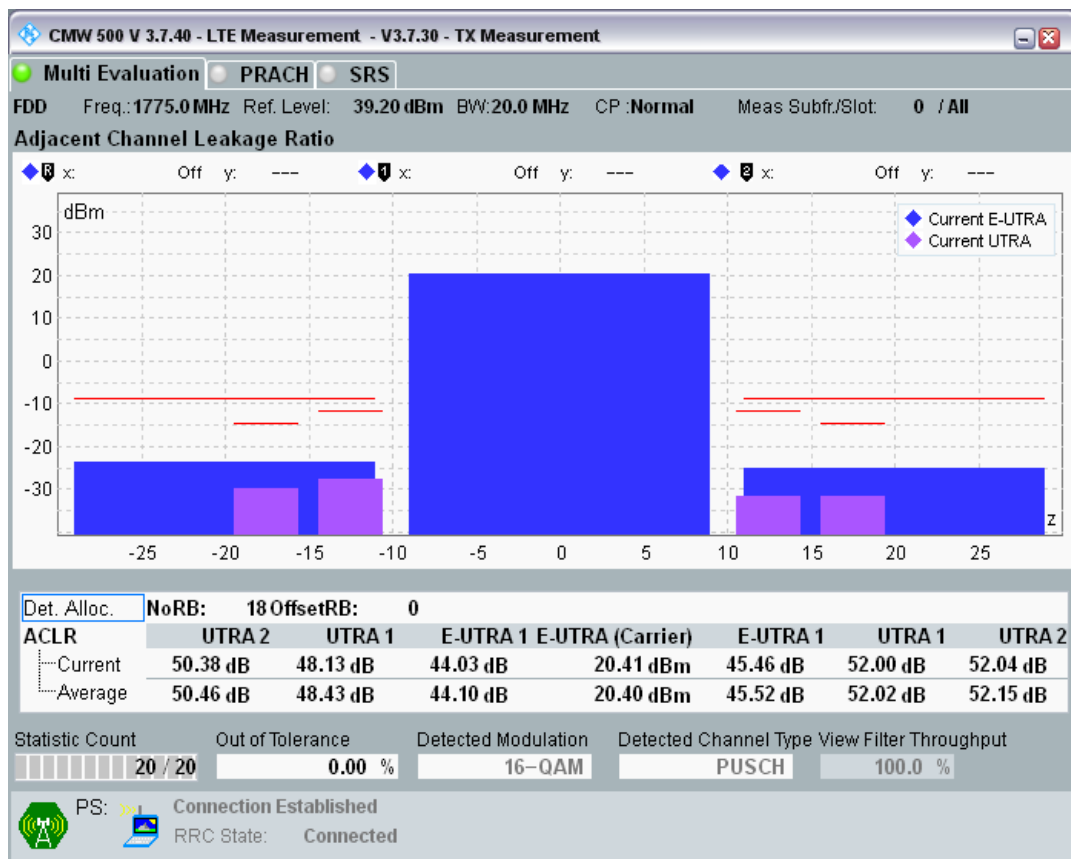 CMW 500 V 3.7.40 - LTE Measurement - V3.7.30 - TX Measurement
Multi Evaluation PRACH SRS
FDD Freq.:1775.0 MHz Ref. Level: 39.20 dBm BW:20.0 MHz CP :Normal Meas Subfr./Slot: 0 / All
Adjacent Channel Leakage Ratio
R x: Off y: --- 1 x: Off y: --- 2 x: Off y: ---
dBm
Current E-UTRA
Current UTRA
30
20
10
0
-10
-20
-30
z
-25 -20 -15 -10 -5 0 5 10 15 20 25
Det. Alloc. NoRB: 18 OffsetRB: 0
ACLR UTRA 2 UTRA 1 E-UTRA 1 E-UTRA (Carrier) E-UTRA 1 UTRA 1 UTRA 2
Current 50.38 dB 48.13 dB 44.03 dB 20.41 dBm 45.46 dB 52.00 dB 52.04 dB
Average 50.46 dB 48.43 dB 44.10 dB 20.40 dBm 45.52 dB 52.02 dB 52.15 dB
Statistic Count Out of Tolerance Detected Modulation Detected Channel Type View Filter Throughput
20 / 20 0.00 % 16-QAM PUSCH 100.0 %
PS: Connection Established
RRC State: Connected